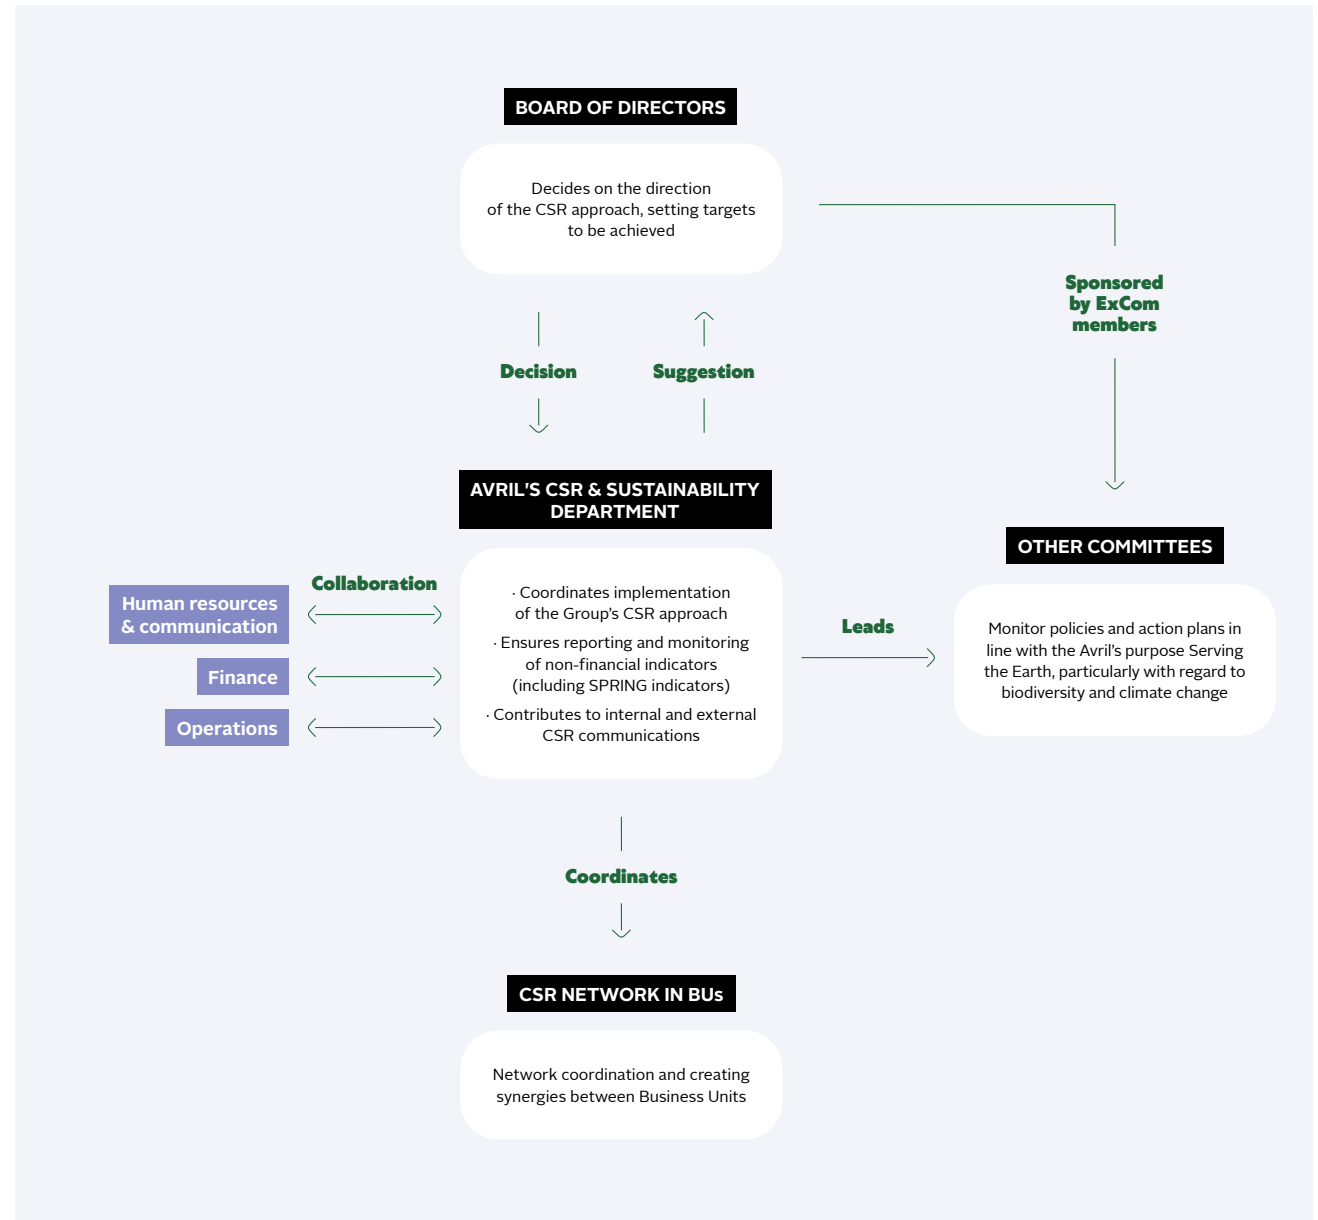 BOARD OF DIRECTORS
Decides on the direction
of the CSR approach, setting targets
to be achieved
Sponsored
by ExCom
members
Decision
Suggestion
AVRIL'S CSR & SUSTAINABILITY
DEPARTMENT
· Coordinates implementation
of the Group’s CSR approach
· Ensures reporting and monitoring
of non-financial indicators
(including SPRING indicators)
· Contributes to internal and external
CSR communications
Collaboration
Human resources
& communication
Finance
Operations
Leads
OTHER COMMITTEES
Monitor policies and action plans in
line with the Avril’s purpose Serving
the Earth, particularly with regard to
biodiversity and climate change
Coordinates
CSR NETWORK IN BUs
Network coordination and creating
synergies between Business Units